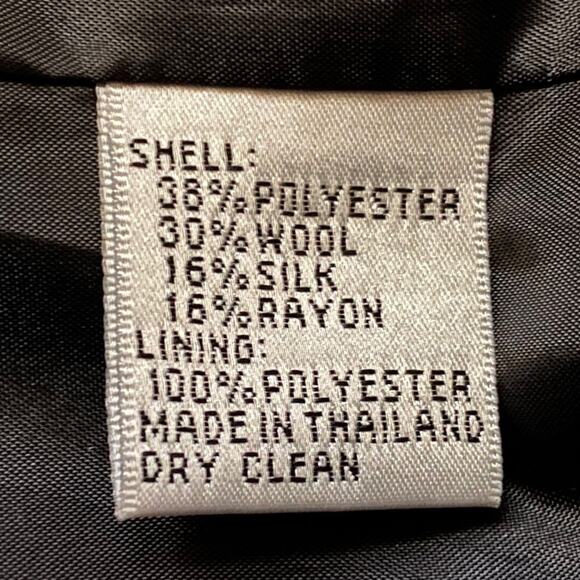 SHELL:
38% POLYESTER
30% WOOL
16% SILK
16% RAYON
LINING:
100% POLYESTER
MADE IN THAILAND
DRY CLEAN